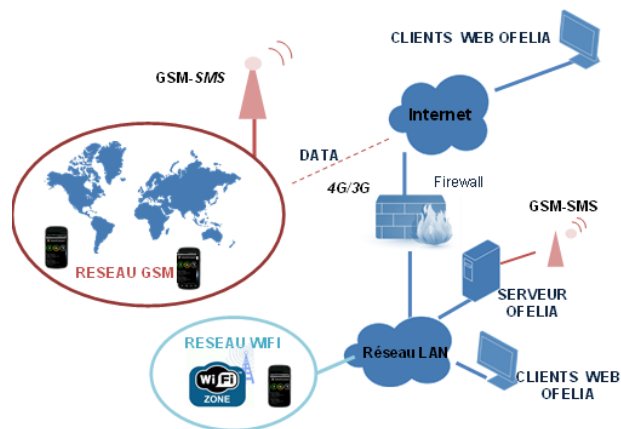 CLIENTS WEB OFELIA
GSM-SMS
Internet
DATA
4G/3G
Firewall
GSM-SMS
RESEAU GSM
SERVEUR
OFELIA
RESEAU WIFI
Réseau LAN
WiFi
ZONE
CLIENTS WEB
OFELIA